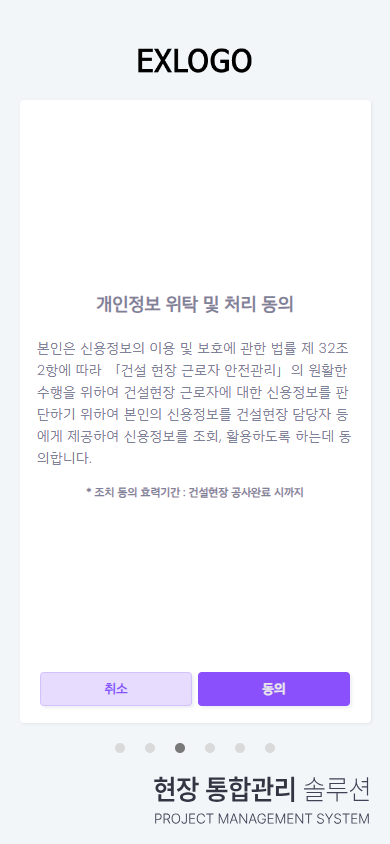 EXLOGO
개인정보 위탁 및 처리 동의
본인은 신용정보의 이용 및 보호에 관한 법률 제 32조
2항에 따라 「건설 현장 근로자 안전관리」의 원활한
수행을 위하여 건설현장 근로자에 대한 신용정보를 판
단하기 위하여 본인의 신용정보를 건설현장 담당자 등
에게 제공하여 신용정보를 조회, 활용하도록 하는데 동
의합니다.
* 조치 동의 효력기간 : 건설현장 공사완료 시까지
취소
동의
현장 통합관리 솔루션
PROJECT MANAGEMENT SYSTEM